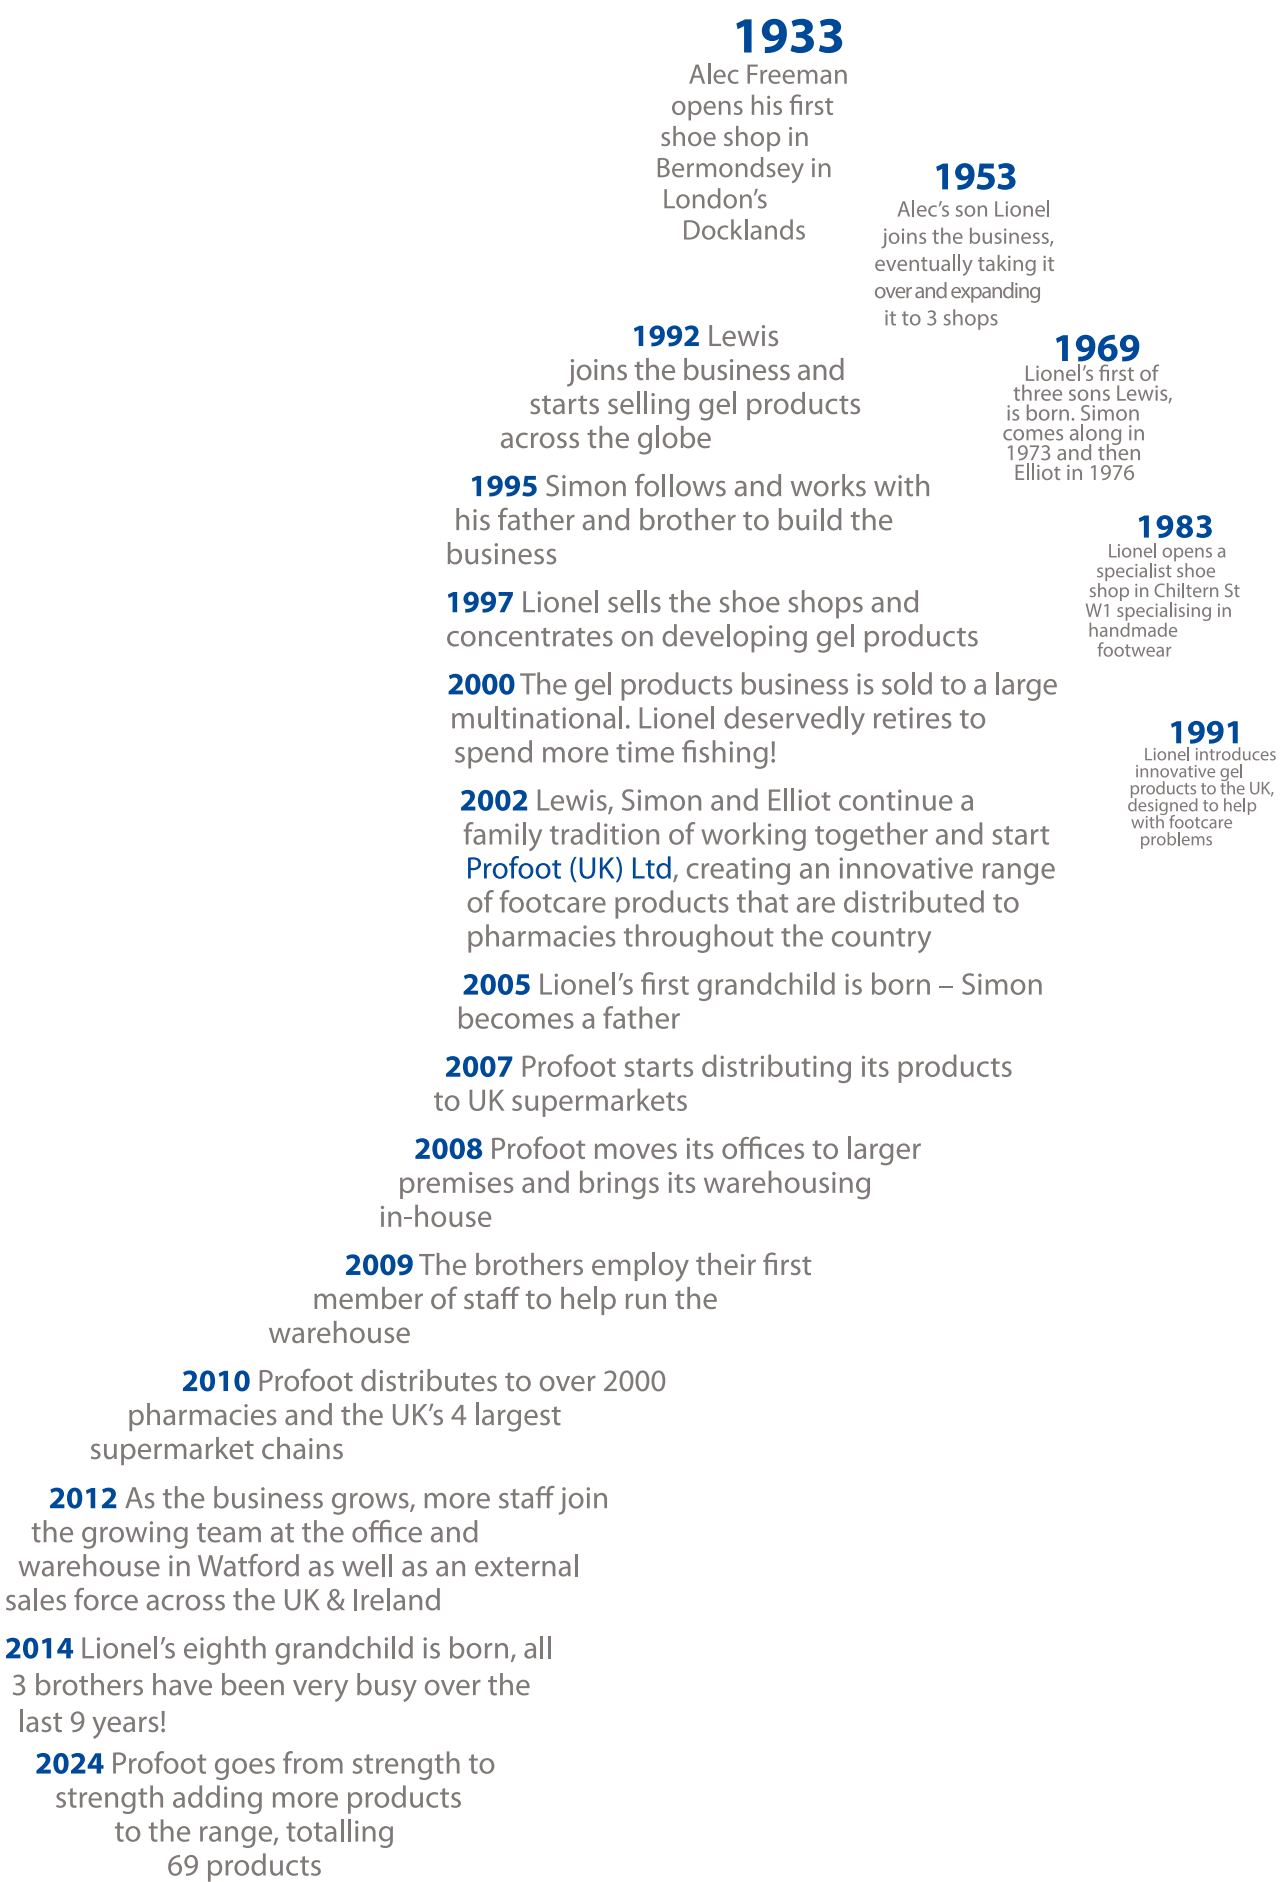 1933
Alec Freeman
opens his first
shoe shop in
Bermondsey in
London's
Docklands
1953
Alec's son Lionel
joins the business,
eventually taking it
over and expanding
it to 3 shops
1969
Lionel's first of
three sons Lewis,
is born. Simon
comes along in
1973 and then
Elliot in 1976
1983
Lionel opens a
specialist shoe
shop in Chiltern St
W1 specialising in
handmade
footwear
1991
Lionel introduces
innovative gel
products to the UK,
designed to help
with footcare
problems
1992 Lewis
joins the business and
starts selling gel products
across the globe
1995 Simon follows and works with
his father and brother to build the
business
1997 Lionel sells the shoe shops and
concentrates on developing gel products
2000 The gel products business is sold to a large
multinational. Lionel deservedly retires to
spend more time fishing!
2002 Lewis, Simon and Elliot continue a
family tradition of working together and start
Profoot (UK) Ltd, creating an innovative range
of footcare products that are distributed to
pharmacies throughout the country
2005 Lionel's first grandchild is born – Simon
becomes a father
2007 Profoot starts distributing its products
to UK supermarkets
2008 Profoot moves its offices to larger
premises and brings its warehousing
in-house
2009 The brothers employ their first
member of staff to help run the
warehouse
2010 Profoot distributes to over 2000
pharmacies and the UK's 4 largest
supermarket chains
2012 As the business grows, more staff join
the growing team at the office and
warehouse in Watford as well as an external
sales force across the UK & Ireland
2014 Lionel's eighth grandchild is born, all
3 brothers have been very busy over the
last 9 years!
2024 Profoot goes from strength to
strength adding more products
to the range, totalling
69 products